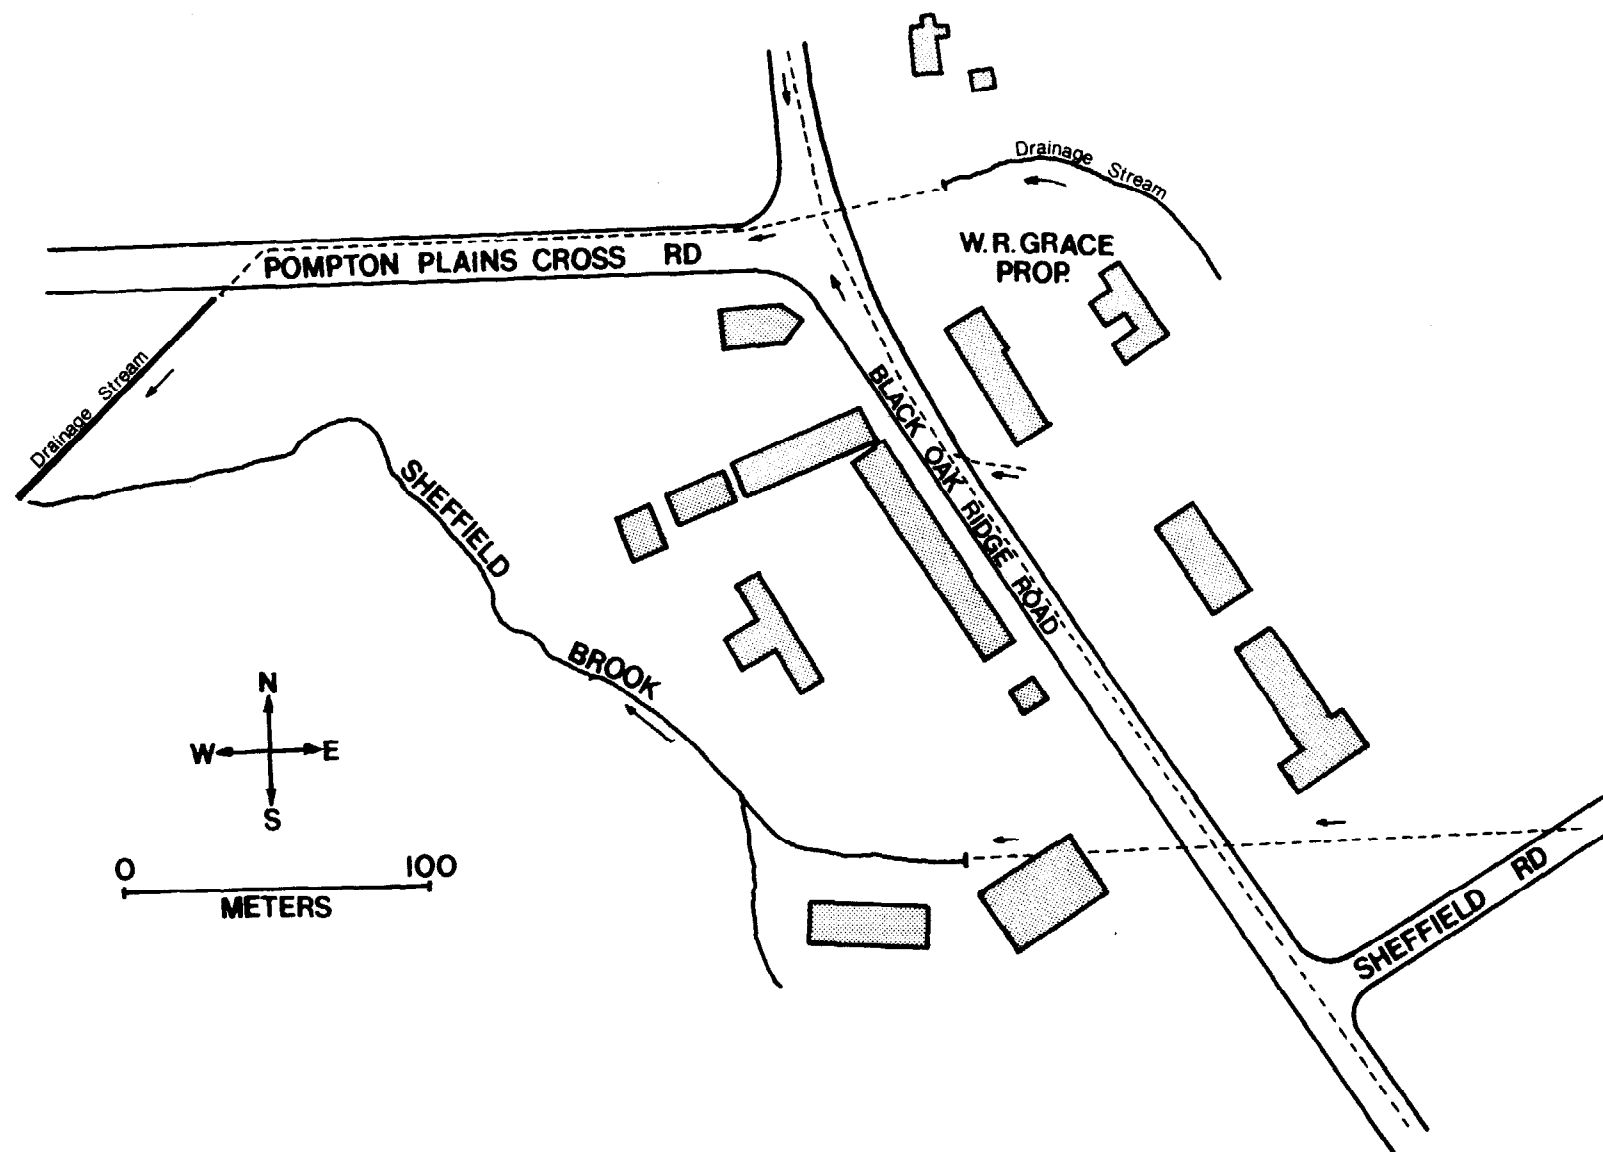 Drainage Stream
W. R. GRACE
PROP.
POMPTON PLAINS CROSS RD
Drainage Stream
BLACK OAK RIDGE ROAD
SHEFFIELD
BROOK
N
W E
S
0 100
METERS
SHEFFIELD RD